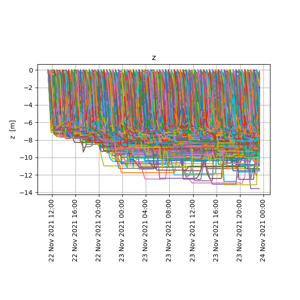 z
0
−2
−4
−6
−8
−10
−12
−14
z [m]
22 Nov 2021 12:00
22 Nov 2021 16:00
22 Nov 2021 20:00
23 Nov 2021 00:00
23 Nov 2021 04:00
23 Nov 2021 08:00
23 Nov 2021 12:00
23 Nov 2021 16:00
23 Nov 2021 20:00
24 Nov 2021 00:00